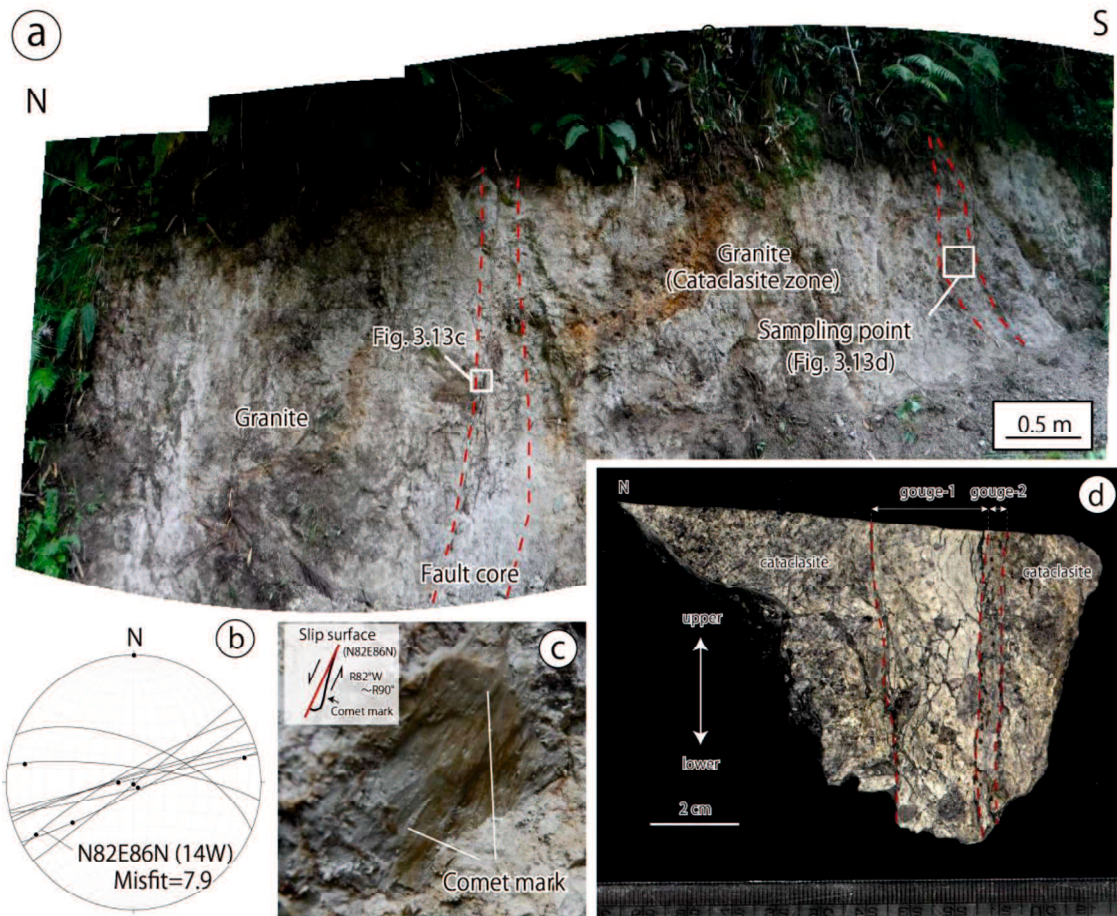 a
N
S
Granite
(Cataclasite zone)
Fig. 3.13c
Sampling point
(Fig. 3.13d)
Granite
0.5 m
Fault core
N
gouge-1
gouge-2
d
cataclasite
cataclasite
upper
lower
2 cm
b
N
N82E86N (14W)
Misfit=7.9
c
Slip surface
(N82E86N)
R82°W
~R90°
Comet mark
Comet mark